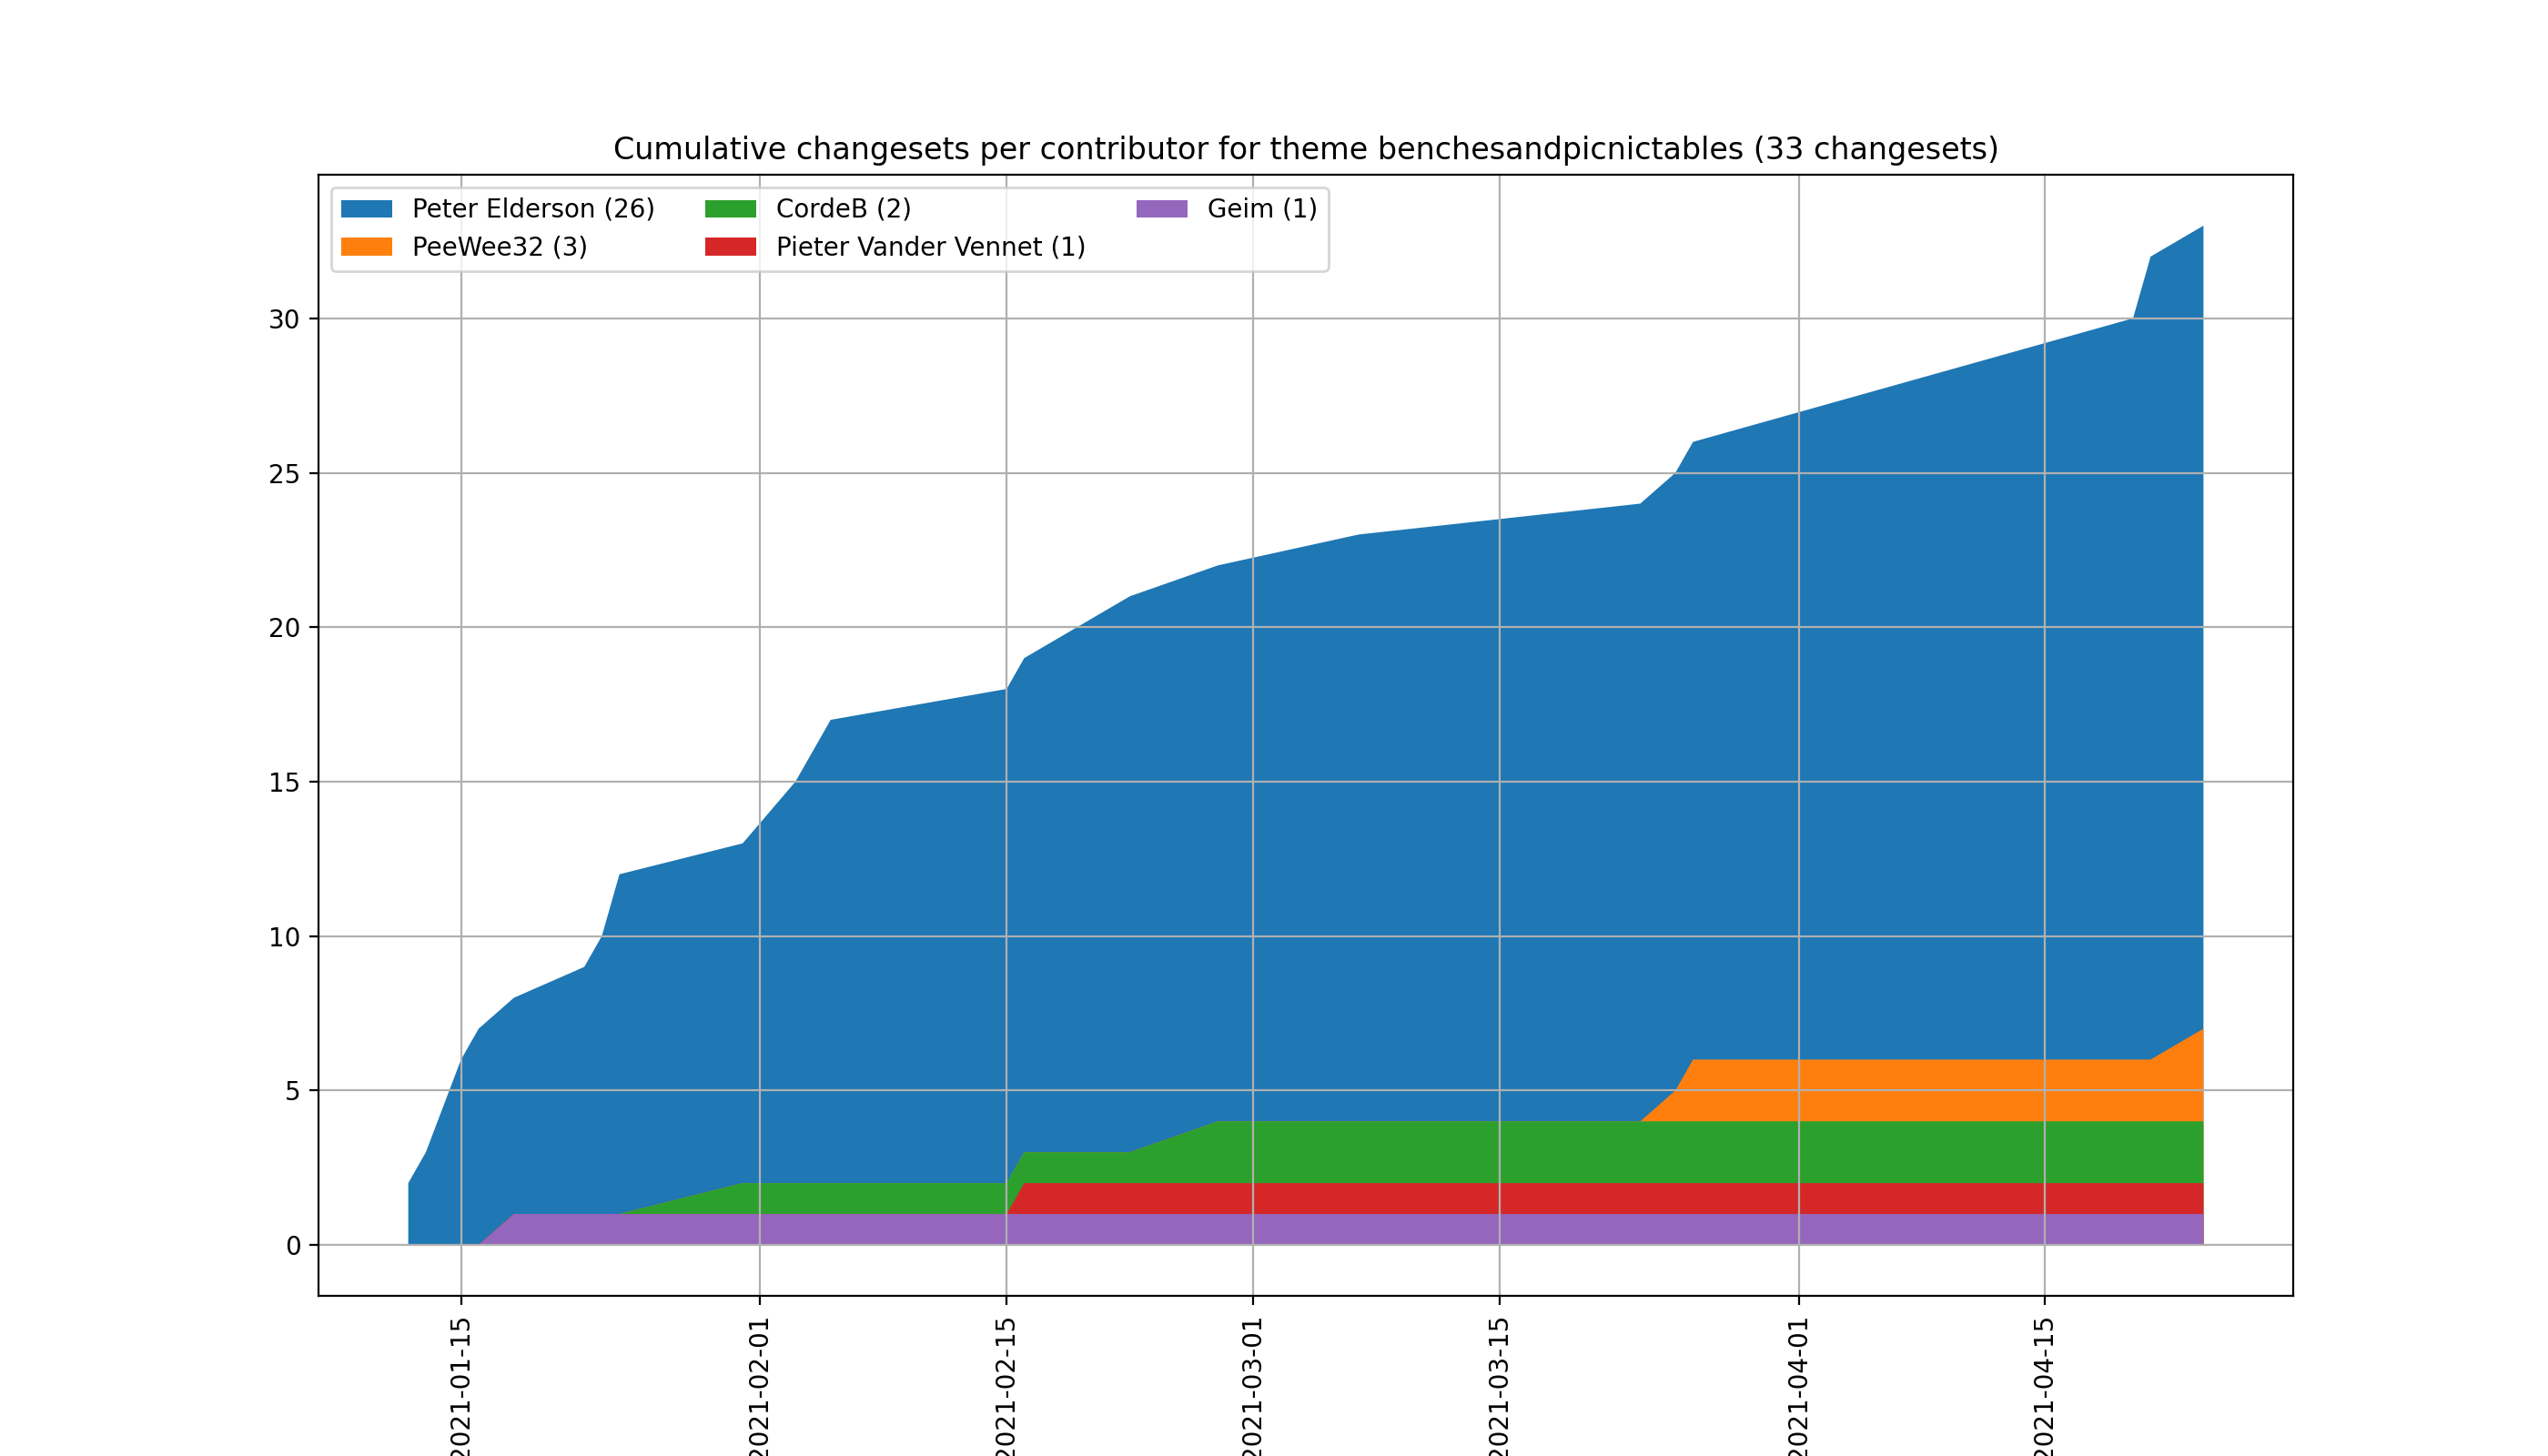 Cumulative changesets per contributor for theme benchesandpicnictables (33 changesets)
Peter Elderson (26)
PeeWee32 (3)
CordeB (2)
Pieter Vander Vennet (1)
Geim (1)
30
25
20
15
10
5
0
2021-01-15
2021-02-01
2021-02-15
2021-03-01
2021-03-15
2021-04-01
2021-04-15